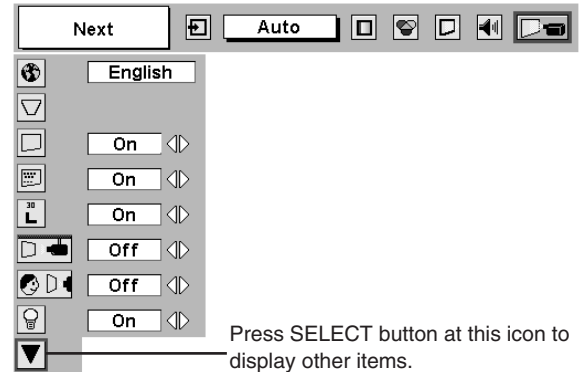 Next
Auto
English
On
On
30
L
On
Off
Off
On
Press SELECT button at this icon to
display other items.